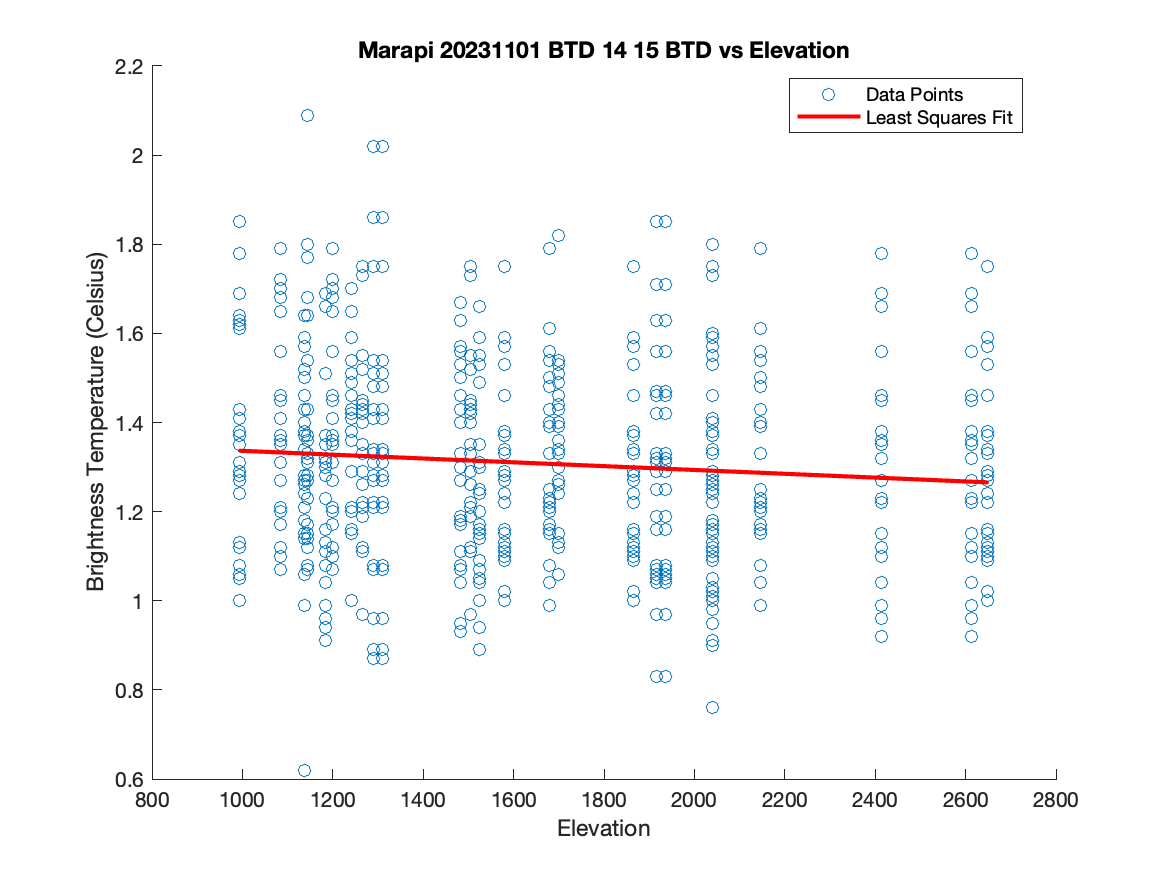 Marapi 20231101 BTD 14 15 BTD vs Elevation
Data Points
Least Squares Fit
2.2
2
1.8
1.6
1.4
1.2
1
0.8
0.6
Brightness Temperature (Celsius)
800 1000 1200 1400 1600 1800 2000 2200 2400 2600 2800
Elevation